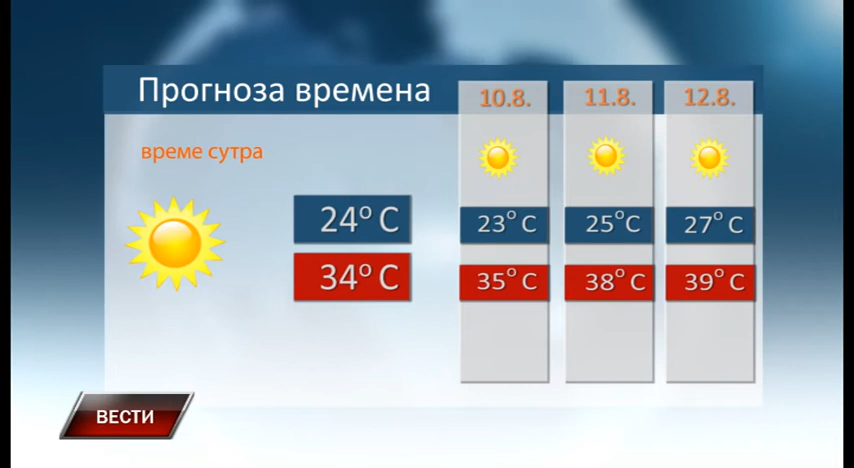 Прогноза времена
време сутра
24° C
34° C
10.8.
23° C
35° C
11.8.
25°C
38° C
12.8.
27° C
39° C
ВЕСТИ